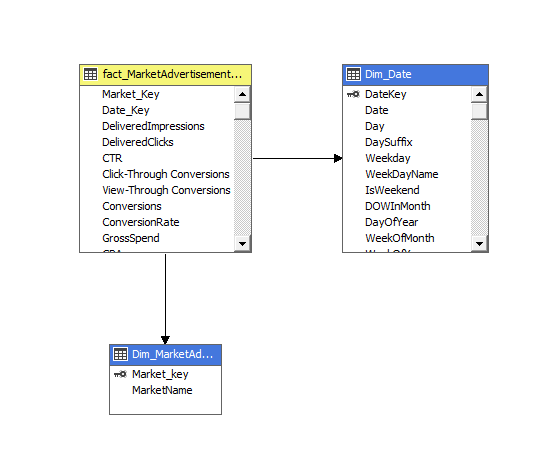 fact_MarketAdvertisement...
Market_Key
Date_Key
DeliveredImpressions
DeliveredClicks
CTR
Click-Through Conversions
View-Through Conversions
Conversions
ConversionRate
GrossSpend
Dim_Date
DateKey
Date
Day
DaySuffix
Weekday
WeekDayName
IsWeekend
DOWInMonth
DayOfYear
WeekOfMonth
Dim_MarketAd...
Market_key
MarketName